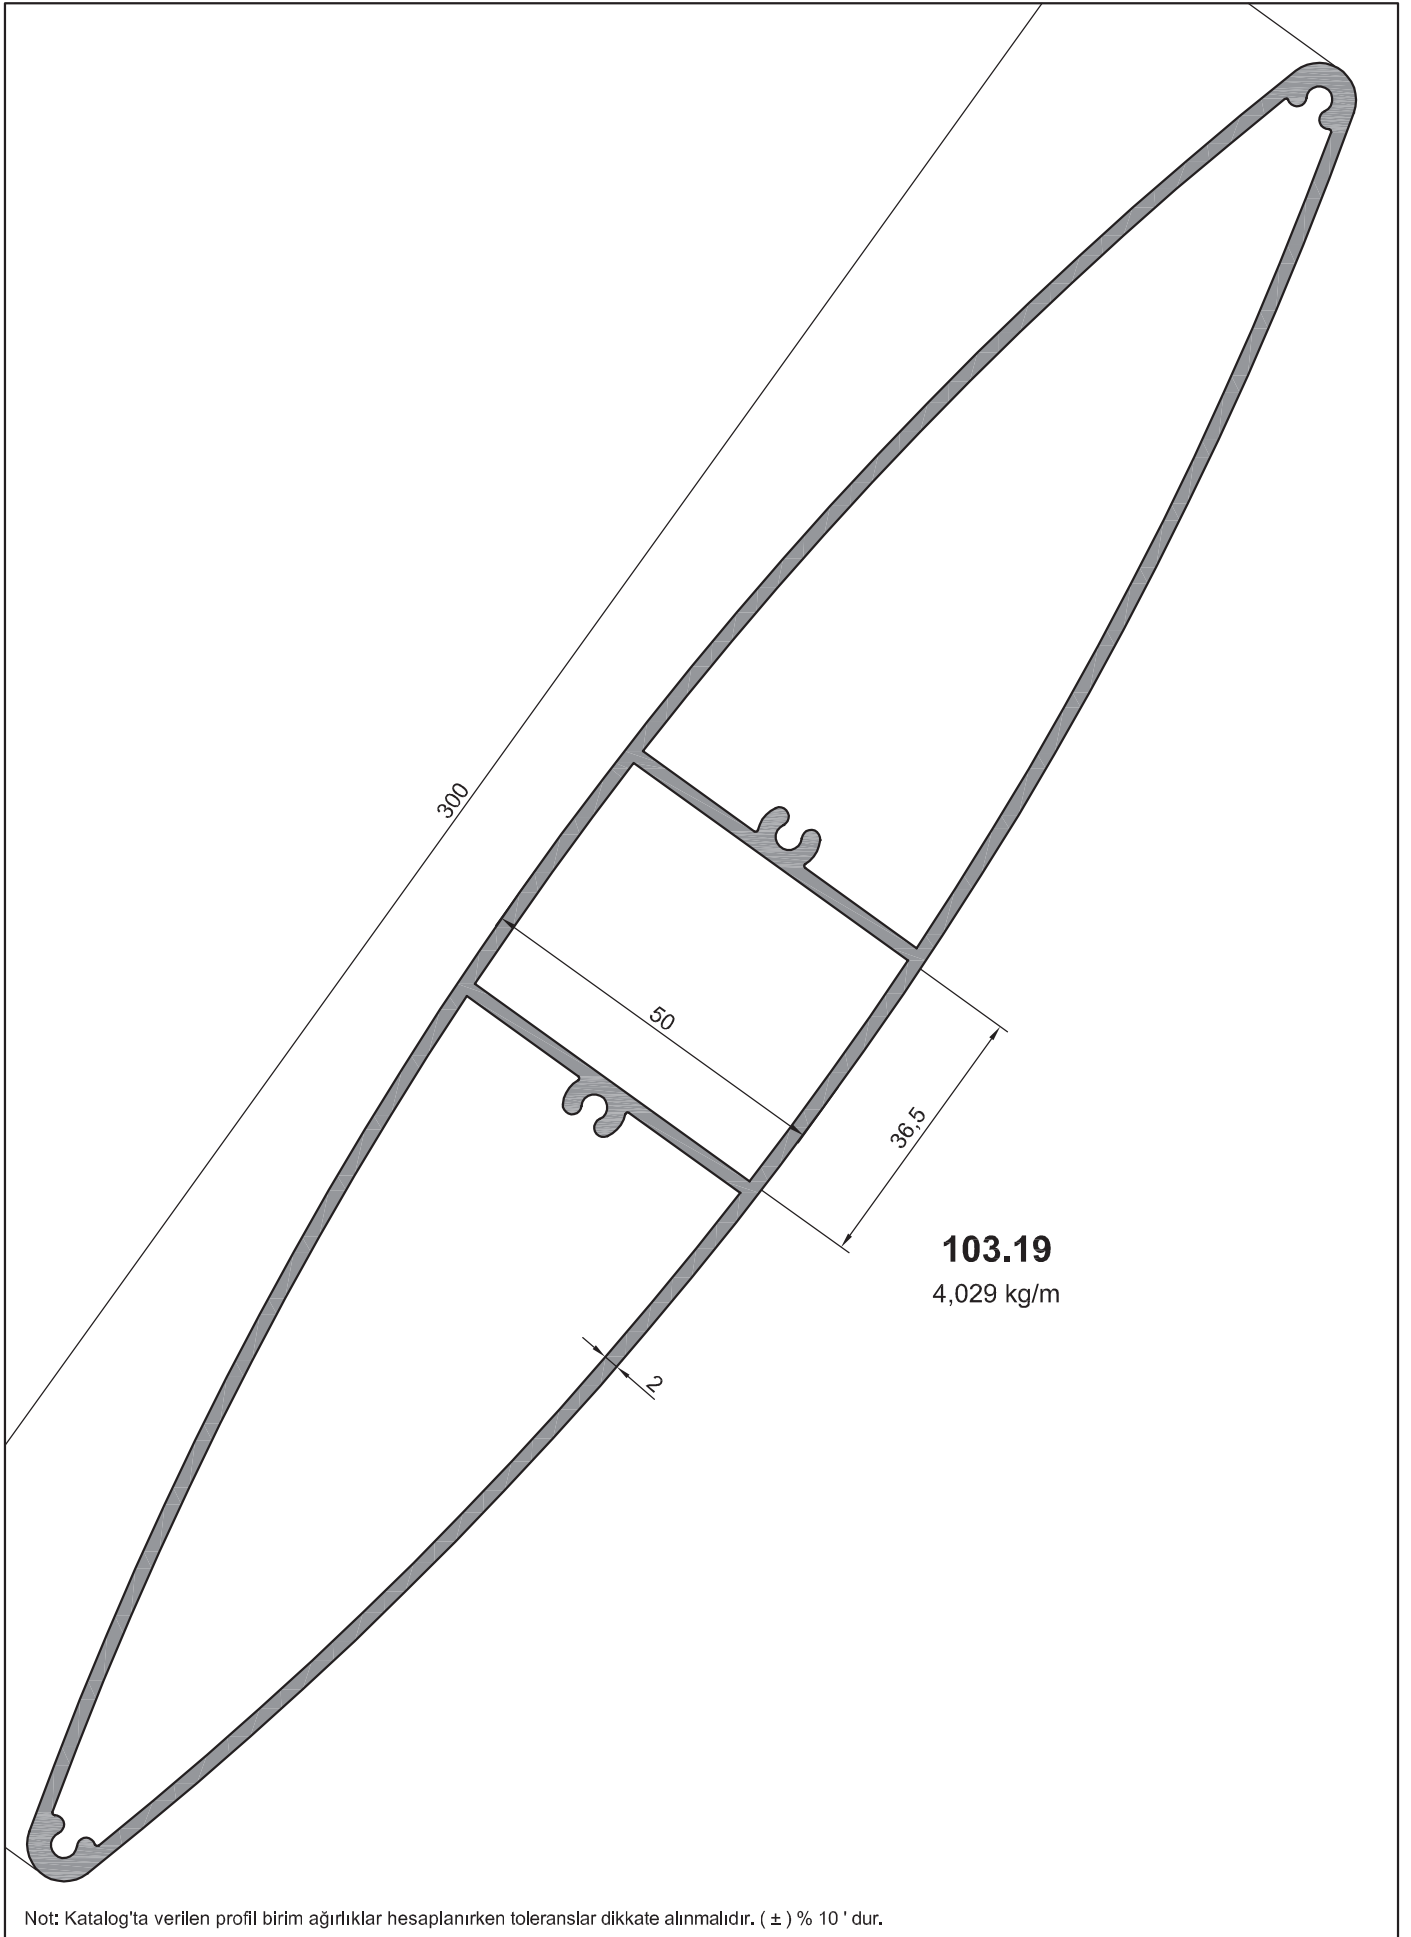 300
50
36,5
103.19
4,029 kg/m
2
Not: Katalog'ta verilen profil birim ağırlıklar hesaplanırken toleranslar dikkate alınmalıdır. ( ± ) % 10 ' dur.